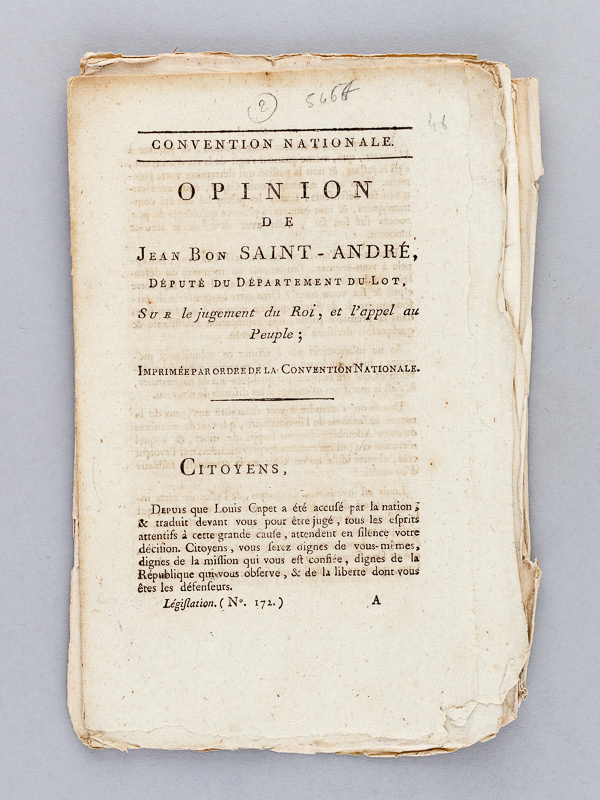 2 546f
46
CONVENTION NATIONALE.
OPINION
DE
JEAN BON SAINT-ANDRÉ,
DÉPUTÉ DU DÉPARTEMENT DU LOT,
SUR le jugement du Roi, et l'appel au
Peuple ;
IMPRIMÉE PAR ORDRE DE LA CONVENTION NATIONALE.
CITOYENS,
DEPUIS que Louis Capet a été accusé par la nation ;
& traduit devant vous pour être jugé, tous les esprits
attentifs à cette grande cause, attendent en silence votre
décision. Citoyens, vous serez dignes de vous-mêmes,
dignes de la mission qui vous est confiée, dignes de la
République qui vous observe, & de la liberté dont vous
êtes les défenseurs.
Législation. ( N°. 172. ) A